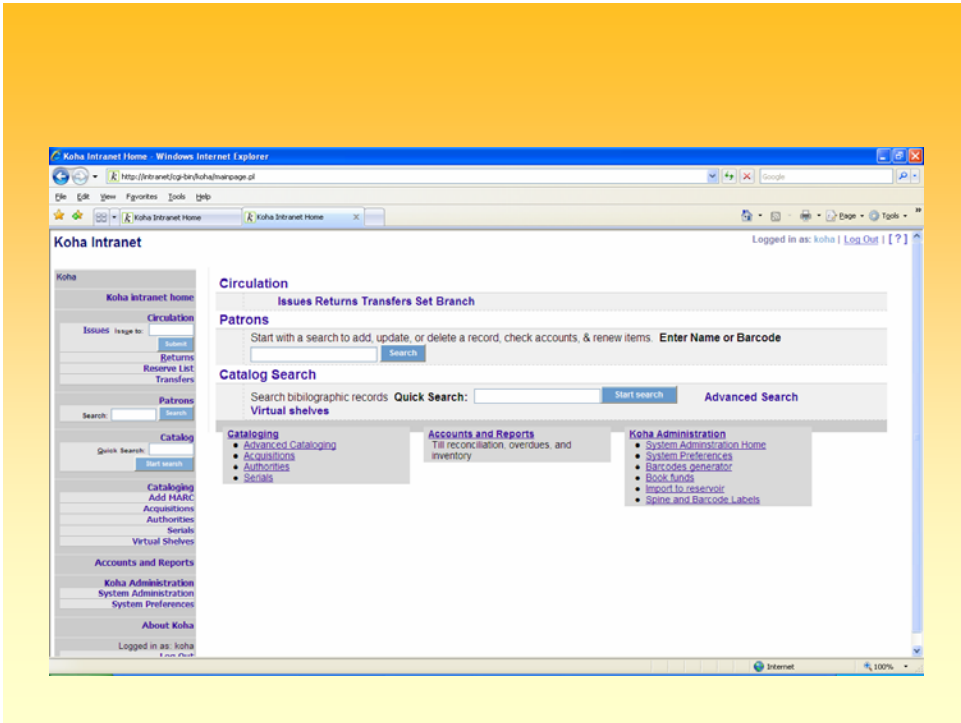 Koha Intranet Home - Windows Internet Explorer
http://intranet/cgi-bin/koha/mainpage.pl
Google
File Edit View Favorites Tools Help
Koha Intranet Home
Koha Intranet Home
Page
Tools
Koha Intranet
Logged in as: koha | Log Out | [ ? ]
Koha
Koha intranet home
Circulation
Issues Issue to:
Submit
Returns
Reserve List
Transfers
Patrons
Search:
Search
Catalog
Quick Search:
Start search
Cataloging
Add MARC
Acquisitions
Authorities
Serials
Virtual Shelves
Accounts and Reports
Koha Administration
System Administration
System Preferences
About Koha
Logged in as: koha
Log Out
Circulation
Issues Returns Transfers Set Branch
Patrons
Start with a search to add, update, or delete a record, check accounts, & renew items. Enter Name or Barcode
Search
Catalog Search
Search bibilographic records Quick Search:
Start search
Advanced Search
Virtual shelves
Cataloging
Advanced Cataloging
Acquisitions
Authorities
Serials
Accounts and Reports
Till reconciliation, overdues, and
inventory
Koha Administration
System Adminstration Home
System Preferences
Barcodes generator
Book funds
Import to reservoir
Spine and Barcode Labels
Internet
100%